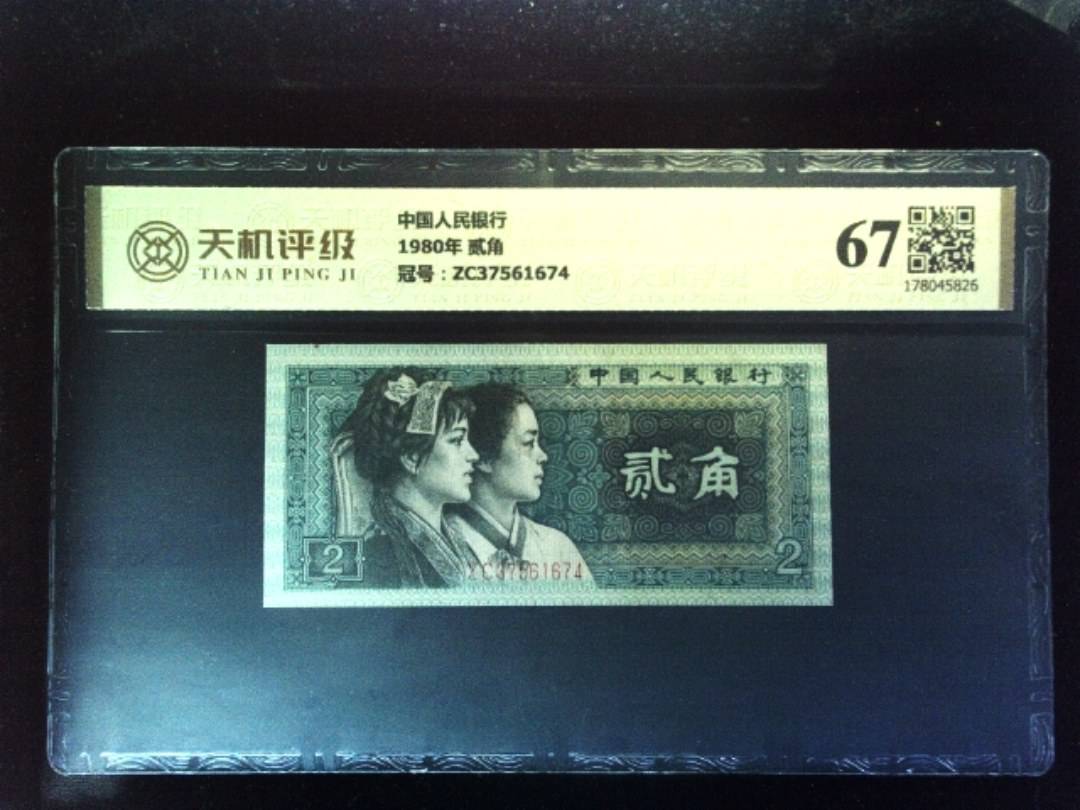 天机评级
TIAN JI PING JI
中国人民银行
1980年 贰角
冠号：ZC37561674
67
178045826
中国人民银行
贰角
2
2
ZC37561674